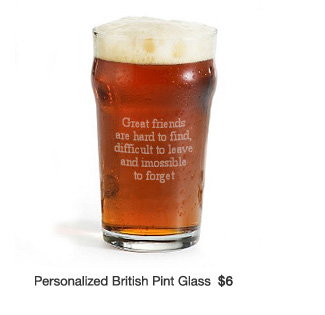 Great friends
are hard to find,
difficult to leave
and imossible
to forget
Personalized British Pint Glass $6